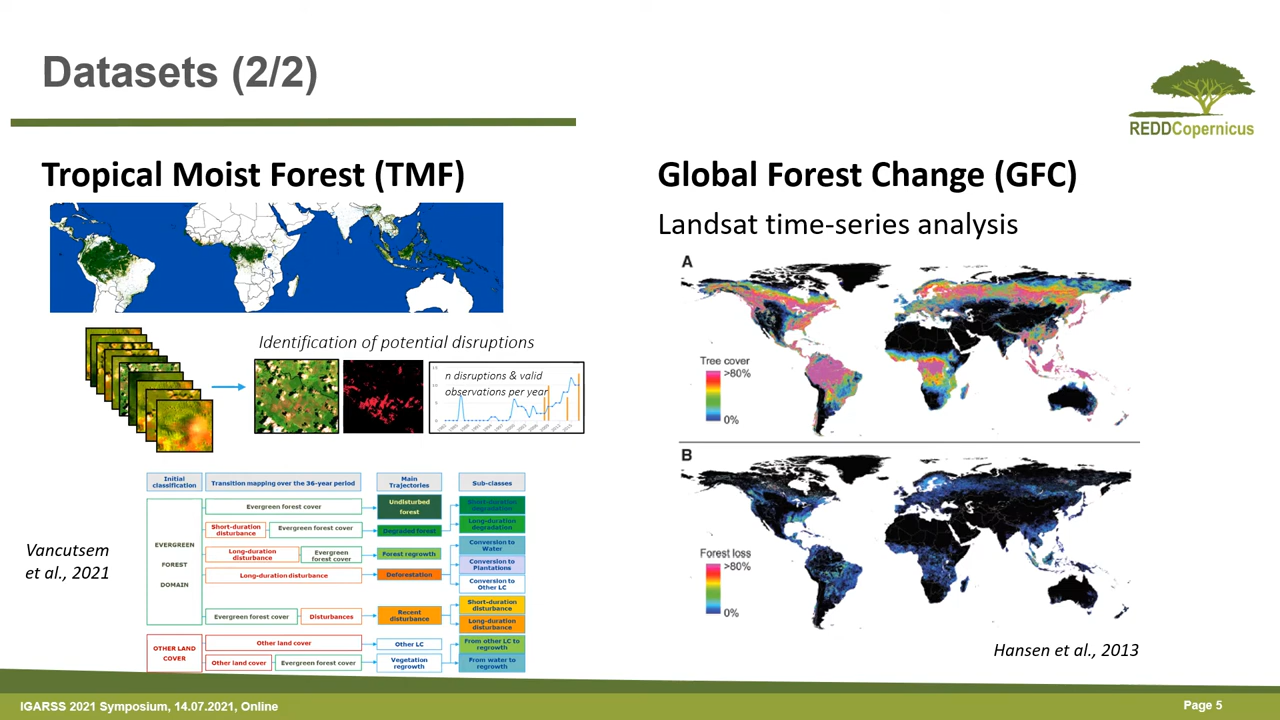 Datasets (2/2)
REDDCopernicus
Tropical Moist Forest (TMF)
Identification of potential disruptions
n disruptions & valid
observations per year
Initial
classification
Transition mapping over the 36-year period
Main
Trajectories
Sub-classes
EVERGREEN
FOREST
DOMAIN
Evergreen forest cover
Undisturbed
forest
Short-duration
degradation
Short-duration
disturbance
Evergreen forest cover
Degraded forest
Long-duration
degradation
Long-duration
disturbance
Evergreen
forest cover
Forest regrowth
Conversion to
Water
Long-duration disturbance
Deforestation
Conversion to
Plantations
Conversion to
Other LC
Evergreen forest cover
Disturbances
Recent
disturbance
Short-duration
disturbance
Long-duration
disturbance
OTHER LAND
COVER
Other land cover
Other LC
From other LC to
regrowth
Other land cover
Evergreen forest cover
Vegetation
regrowth
From water to
regrowth
Vancutsem
et al., 2021
Global Forest Change (GFC)
Landsat time-series analysis
A
Tree cover
>80%
0%
B
Forest loss
>80%
0%
Hansen et al., 2013
IGARSS 2021 Symposium, 14.07.2021, Online
Page 5